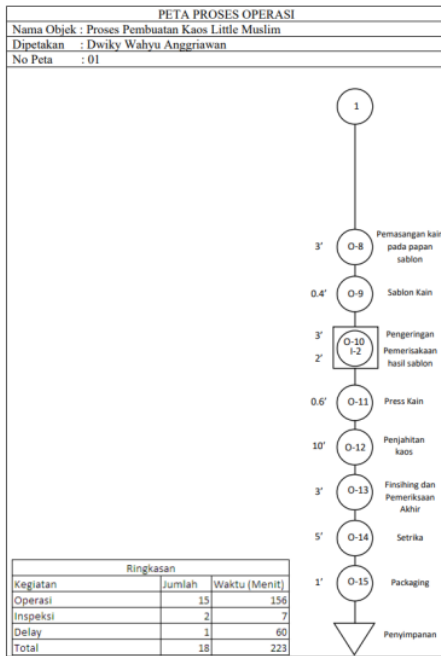 PETA PROSES OPERASI
Nama Objek : Proses Pembuatan Kaos Little Muslim
Dipetakan : Dwiky Wahyu Anggriawan
No Peta : 01
1
3' O-8 Pemasangan kain
pada papan
sablon
0.4' O-9 Sablon Kain
3' O-10 Pengeringan
2' I-2 Pemerisakaan
hasil sablon
0.6' O-11 Press Kain
10' O-12 Penjahitan
kaos
3' O-13 Finsihing dan
Pemeriksaan
Akhir
5' O-14 Setrika
1' O-15 Packaging
Penyimpanan
Ringkasan
Kegiatan Jumlah Waktu (Menit)
Operasi 15 156
Inspeksi 2 7
Delay 1 60
Total 18 223